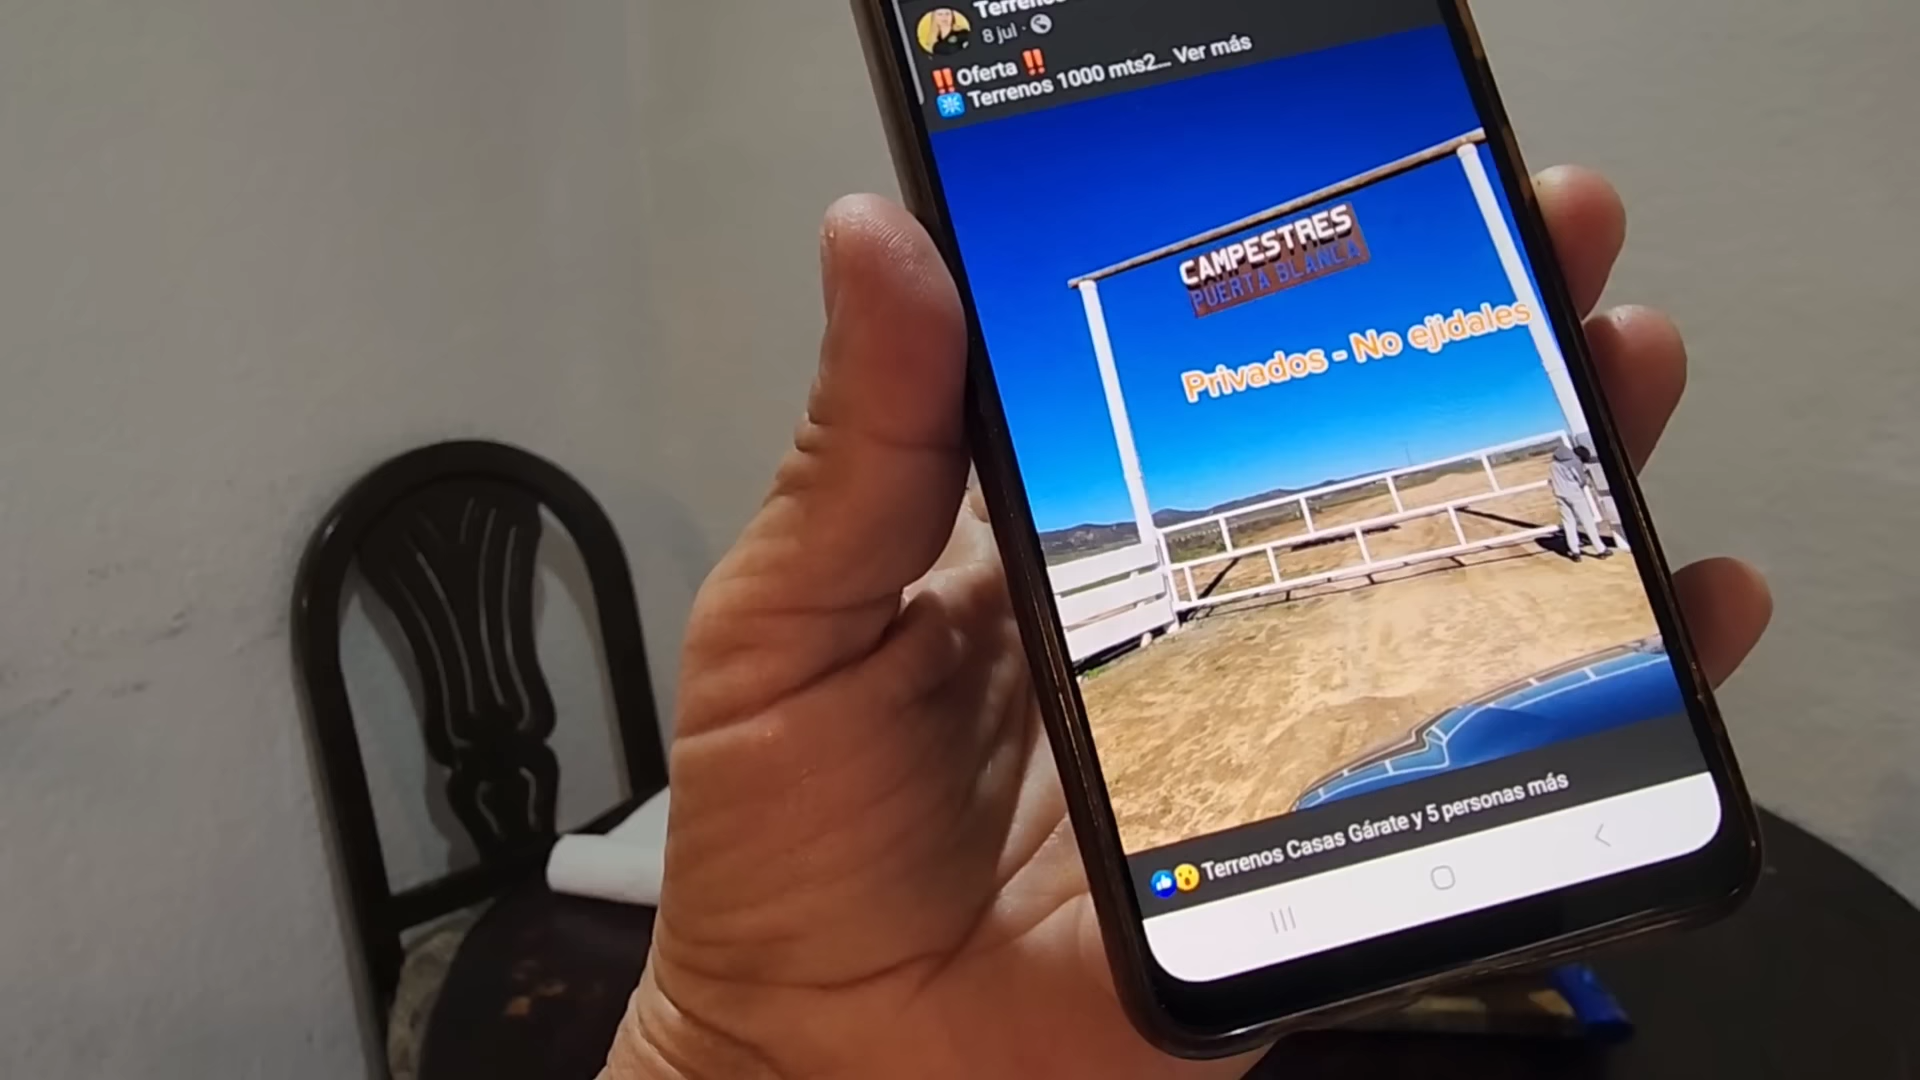 Terrenos
8 jul ·
‼️Oferta ‼️
Terrenos 1000 mts2... Ver más
CAMPESTRES
PUERTA BLANCA
Privados - No ejidales
Terrenos Casas Gárate y 5 personas más